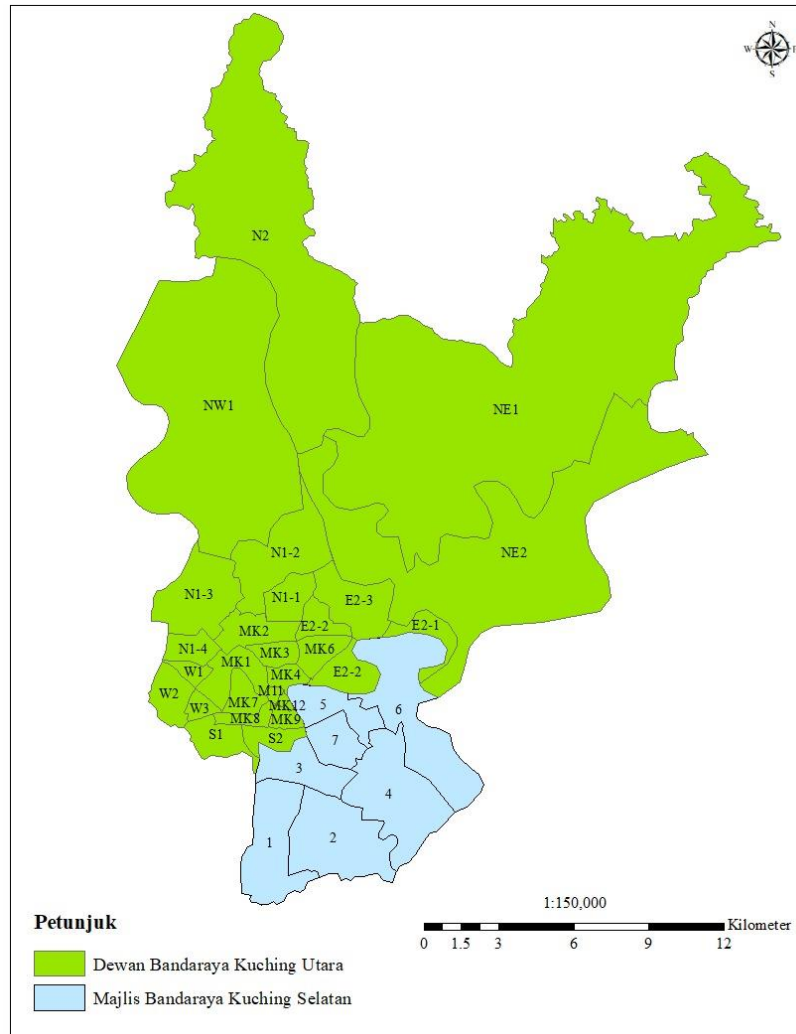 N
W E
S
N2
NW1
NE1
NE2
N1-2
N1-3
N1-1
E2-3
E2-1
MK2
E2-2
N1-4
MK3
MK6
MK1
W1
MK4
E2-2
W2
M11
W3
MK7
MK12
5
6
MK8
MK9
S1
S2
7
3
4
1
2
Petunjuk
Dewan Bandaraya Kuching Utara
Majlis Bandaraya Kuching Selatan
1:150,000
Kilometer
0 1.5 3 6 9 12